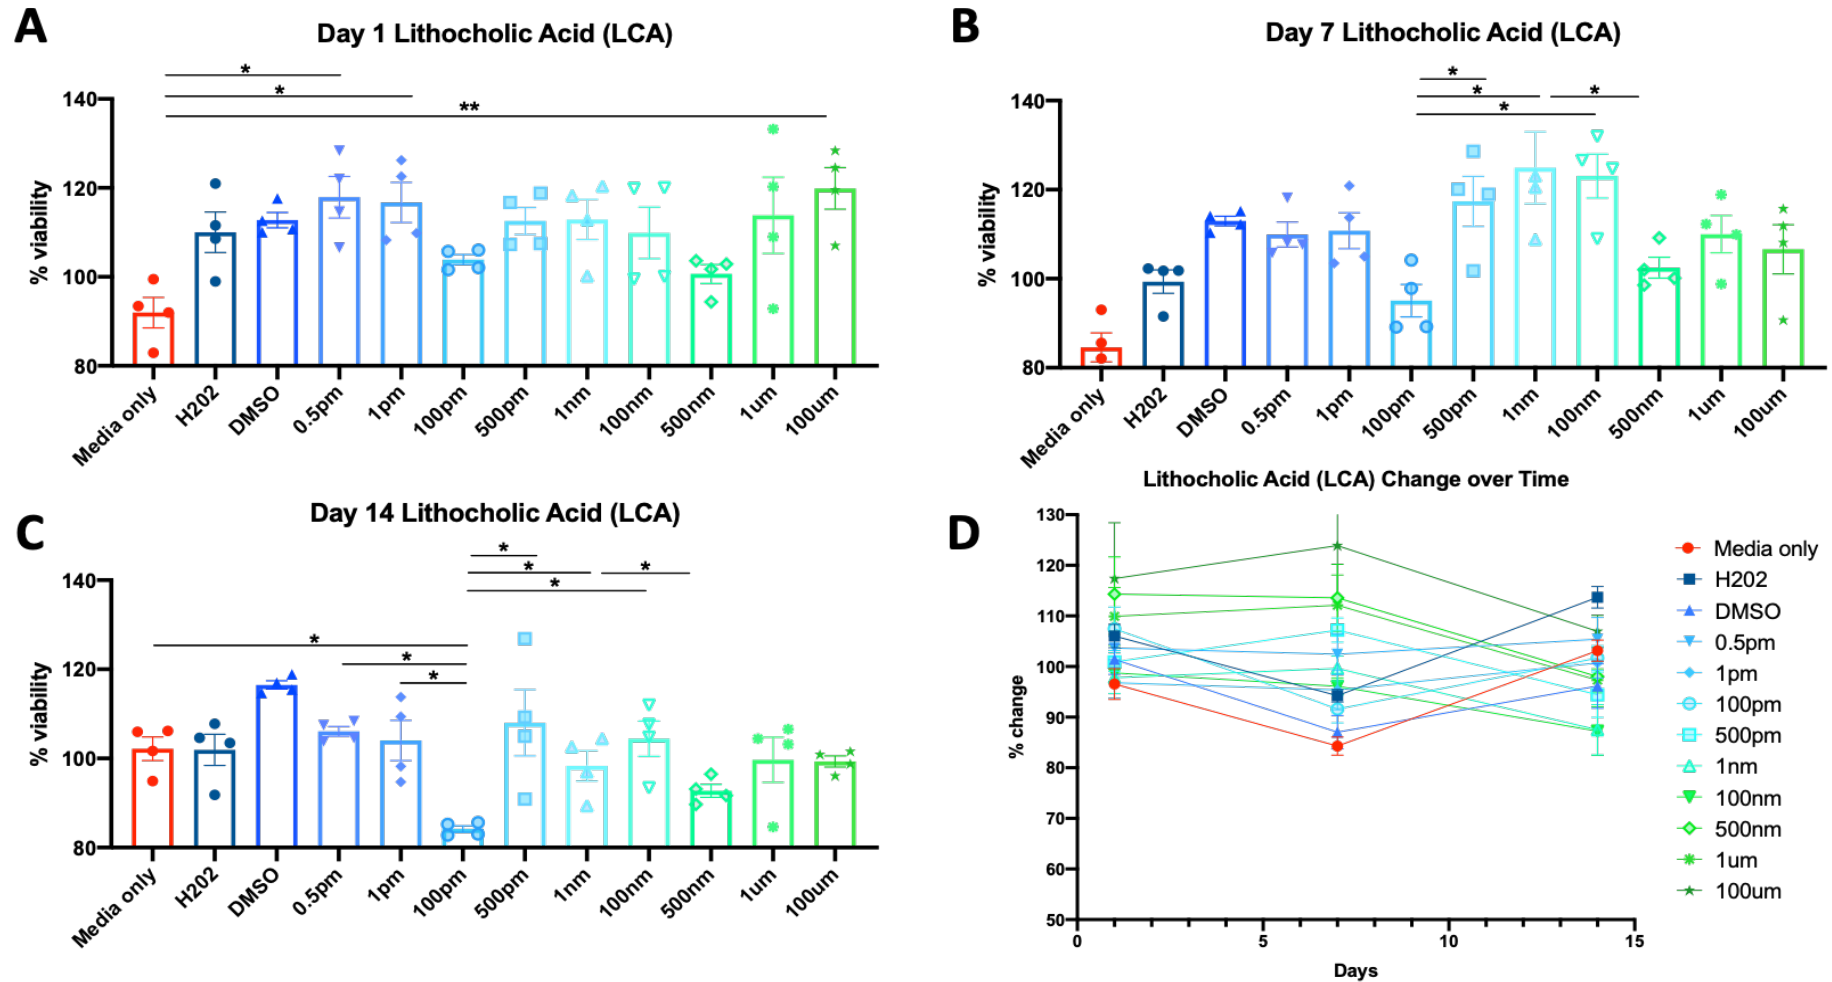 A
Day 1 Lithocholic Acid (LCA)
*
*
**
% viability
140
120
100
80
Media only
H202
DMSO
0.5pm
1pm
100pm
500pm
1nm
100nm
500nm
1um
100um
B
Day 7 Lithocholic Acid (LCA)
*
* *
*
% viability
140
120
100
80
Media only
H202
DMSO
0.5pm
1pm
100pm
500pm
1nm
100nm
500nm
1um
100um
C
Day 14 Lithocholic Acid (LCA)
*
* *
*
*
*
*
% viability
140
120
100
80
Media only
H202
DMSO
0.5pm
1pm
100pm
500pm
1nm
100nm
500nm
1um
100um
D
Lithocholic Acid (LCA) Change over Time
% change
130
120
110
100
90
80
70
60
50
0 5 10 15
Days
Media only
H202
DMSO
0.5pm
1pm
100pm
500pm
1nm
100nm
500nm
1um
100um